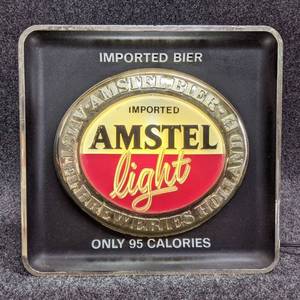 IMPORTED BIER
AMSTEL BIER
HOLLAND
BREWERIES
IMPORTED
AMSTEL
light
ONLY 95 CALORIES